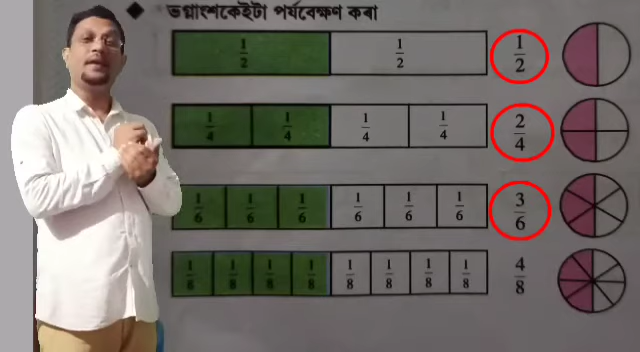 ◆ ভগ্নাংশকেইটা পৰ্যবেক্ষণ কৰা
1/2 1/2 1/2
1/4 1/4 1/4 1/4 2/4
1/6 1/6 1/6 1/6 1/6 1/6 3/6
1/8 1/8 1/8 1/8 1/8 1/8 1/8 1/8 4/8